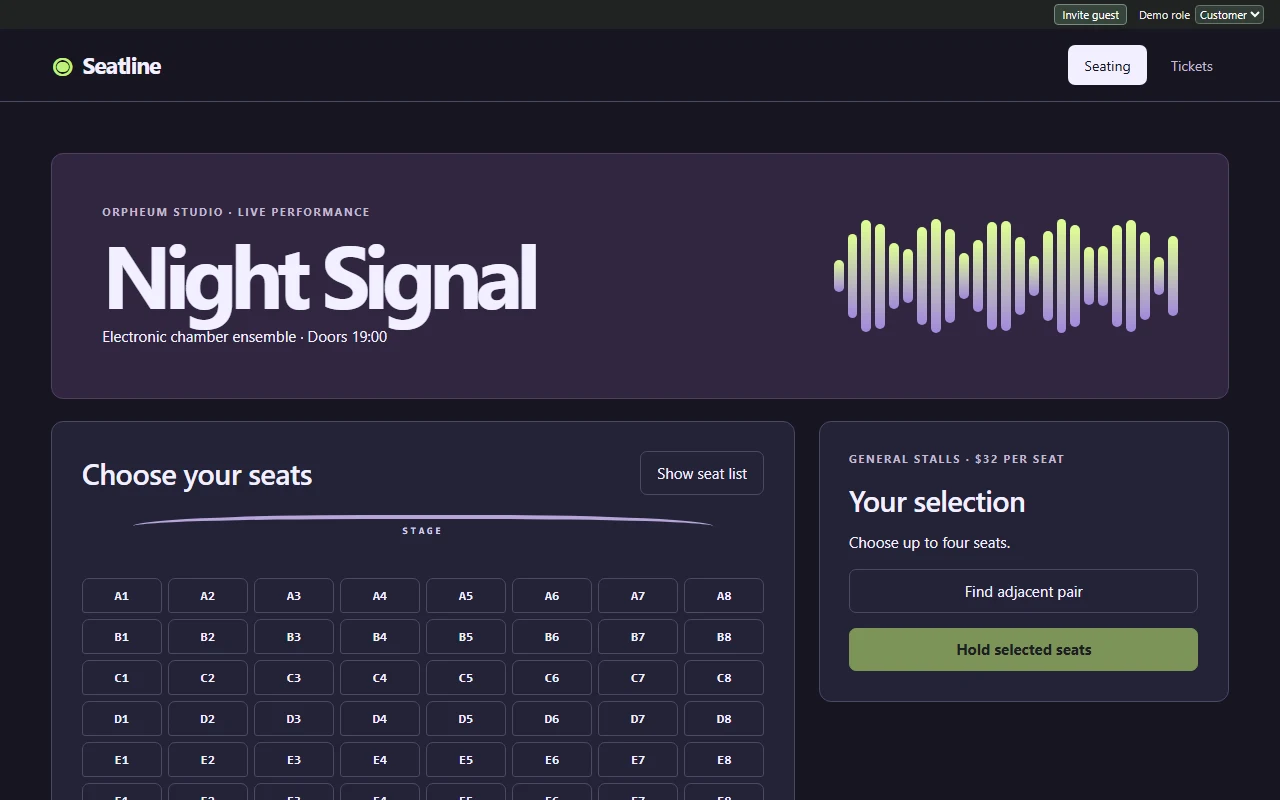 Invite guest Demo role Customer
Seatline
Seating Tickets
ORPHEUM STUDIO · LIVE PERFORMANCE
Night Signal
Electronic chamber ensemble · Doors 19:00
Choose your seats
Show seat list
STAGE
A1 A2 A3 A4 A5 A6 A7 A8
B1 B2 B3 B4 B5 B6 B7 B8
C1 C2 C3 C4 C5 C6 C7 C8
D1 D2 D3 D4 D5 D6 D7 D8
E1 E2 E3 E4 E5 E6 E7 E8
GENERAL STALLS · $32 PER SEAT
Your selection
Choose up to four seats.
Find adjacent pair
Hold selected seats